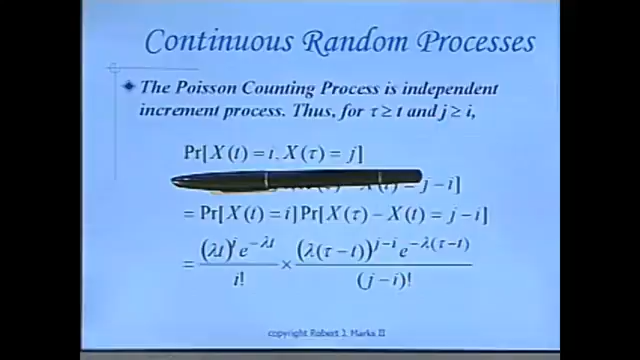 Continuous Random Processes
The Poisson Counting Process is independent
increment process. Thus, for τ ≥ t and j ≥ i,
Pr[X(t) = i, X(τ) = j]
j − i]
= Pr[X(t) = i]Pr[X(τ) − X(t) = j − i]
= (λt)^i e^{−λt} / i! × (λ(τ−t))^{j−i} e^{−λ(τ−t)} / (j−i)!
copyright Robert J. Marks II